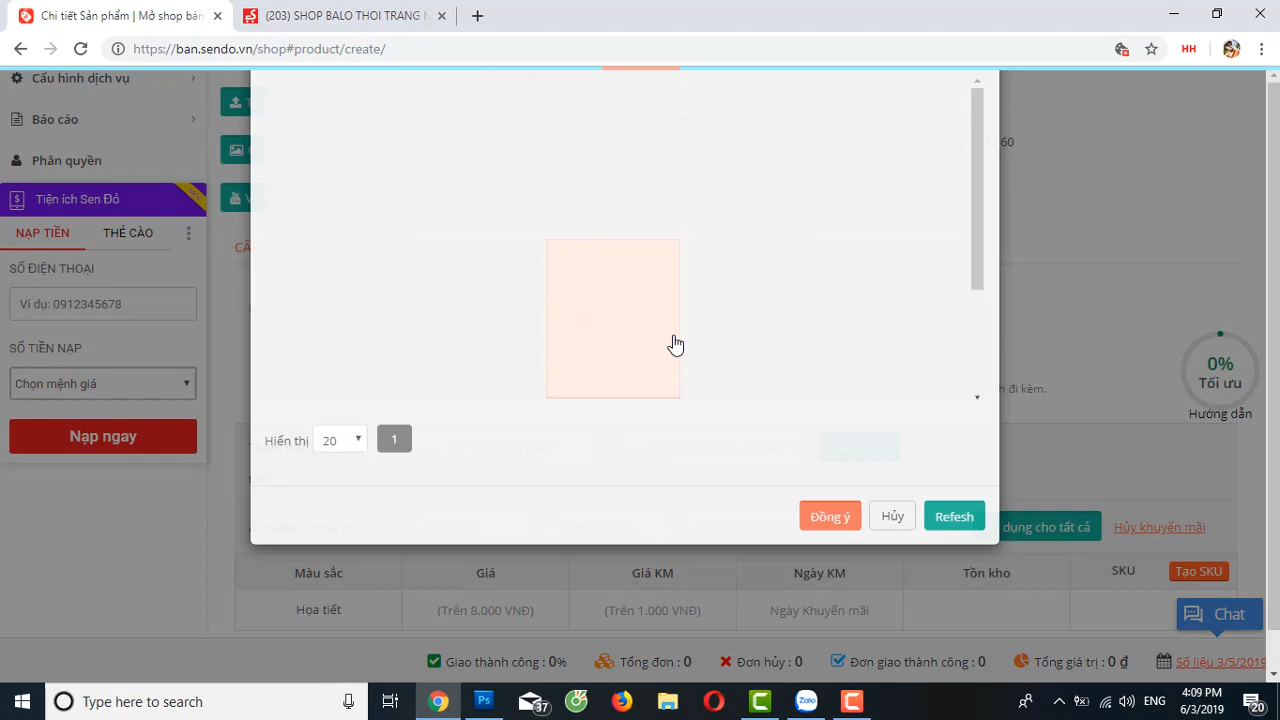 Chi tiết Sản phẩm | Mở shop bán
(203) SHOP BALO THOI TRANG N
https://ban.sendo.vn/shop#product/create/
HH
Cấu hình dịch vụ
Báo cáo
Phân quyền
Tiện ích Sen Đỏ
NẠP TIỀN
THẺ CÀO
SỐ ĐIỆN THOẠI
Ví dụ: 0912345678
SỐ TIỀN NẠP
Chọn mệnh giá
Nạp ngay
60
0%
Tối ưu
Hướng dẫn
h đi kèm.
Hiển thị
20
1
Đồng ý
Hủy
Refesh
dụng cho tất cả
Hủy khuyến mãi
Màu sắc
Giá
Giá KM
Ngày KM
Tồn kho
SKU
Tạo SKU
Họa tiết
(Trên 8.000 VNĐ)
(Trên 1.000 VNĐ)
Ngày Khuyến mãi
Chat
Giao thành công : 0%
Tổng đơn : 0
Đơn hủy : 0
Đơn giao thành công : 0
Tổng giá trị : 0 đ
Số liệu 3/5/2019
Type here to search
37
ENG
4:09 PM
6/3/2019
20